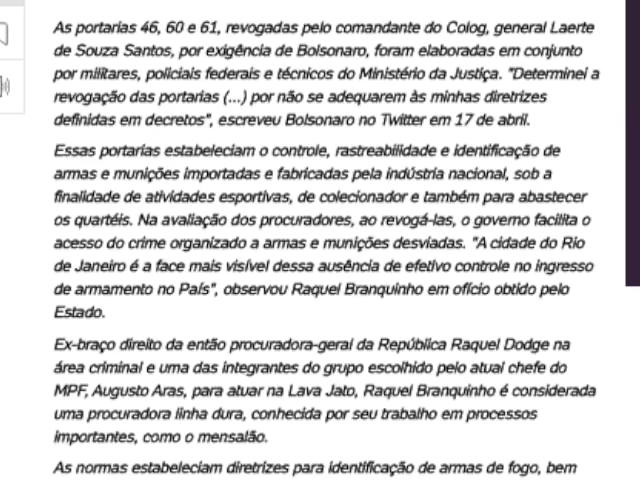 As portarias 46, 60 e 61, revogadas pelo comandante do Colog, general Laerte
de Souza Santos, por exigência de Bolsonaro, foram elaboradas em conjunto
por militares, policiais federais e técnicos do Ministério da Justiça. "Determinei a
revogação das portarias (...) por não se adequarem às minhas diretrizes
definidas em decretos", escreveu Bolsonaro no Twitter em 17 de abril.
Essas portarias estabeleciam o controle, rastreabilidade e identificação de
armas e munições importadas e fabricadas pela indústria nacional, sob a
finalidade de atividades esportivas, de colecionador e também para abastecer
os quartéis. Na avaliação dos procuradores, ao revogá-las, o governo facilita o
acesso do crime organizado a armas e munições desviadas. "A cidade do Rio
de Janeiro é a face mais visível dessa ausência de efetivo controle no ingresso
de armamento no País", observou Raquel Branquinho em ofício obtido pelo
Estado.
Ex-braço direito da então procuradora-geral da República Raquel Dodge na
área criminal e uma das integrantes do grupo escolhido pelo atual chefe do
MPF, Augusto Aras, para atuar na Lava Jato, Raquel Branquinho é considerada
uma procuradora linha dura, conhecida por seu trabalho em processos
importantes, como o mensalão.
As normas estabeleciam diretrizes para identificação de armas de fogo, bem